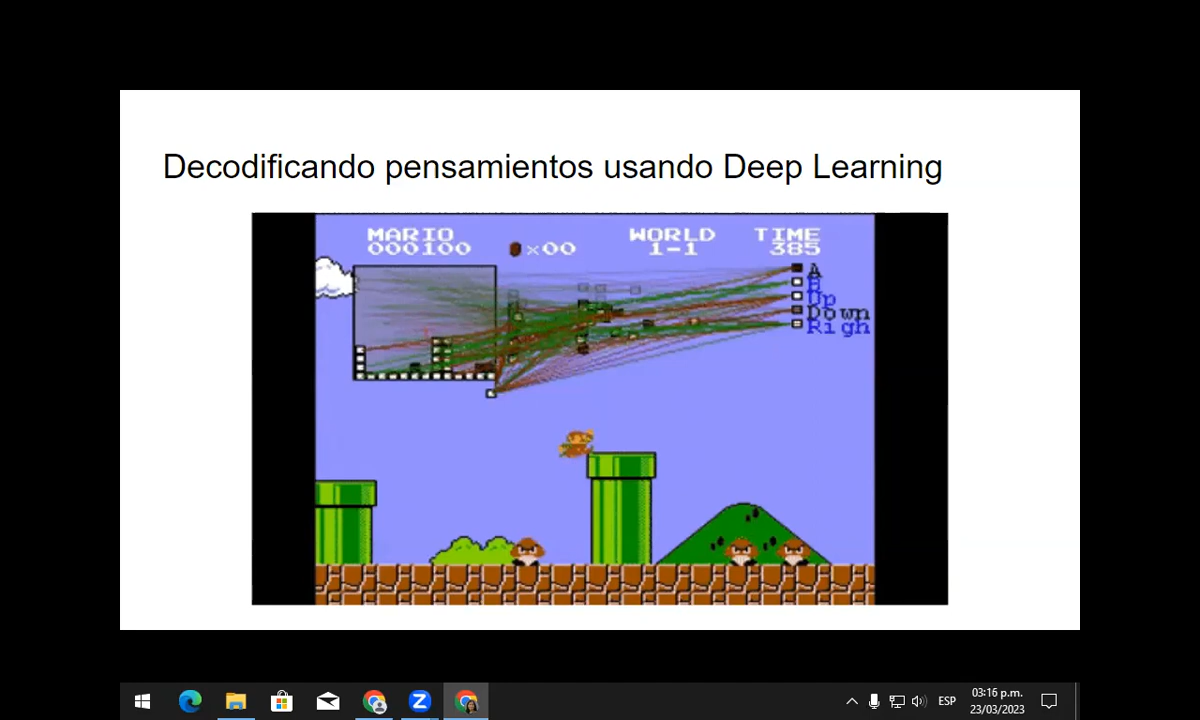 Decodificando pensamientos usando Deep Learning
MARIO WORLD TIME
000100 ×00 1-1 385
A
B
Up
Down
Righ
ESP
03:16 p.m.
23/03/2023